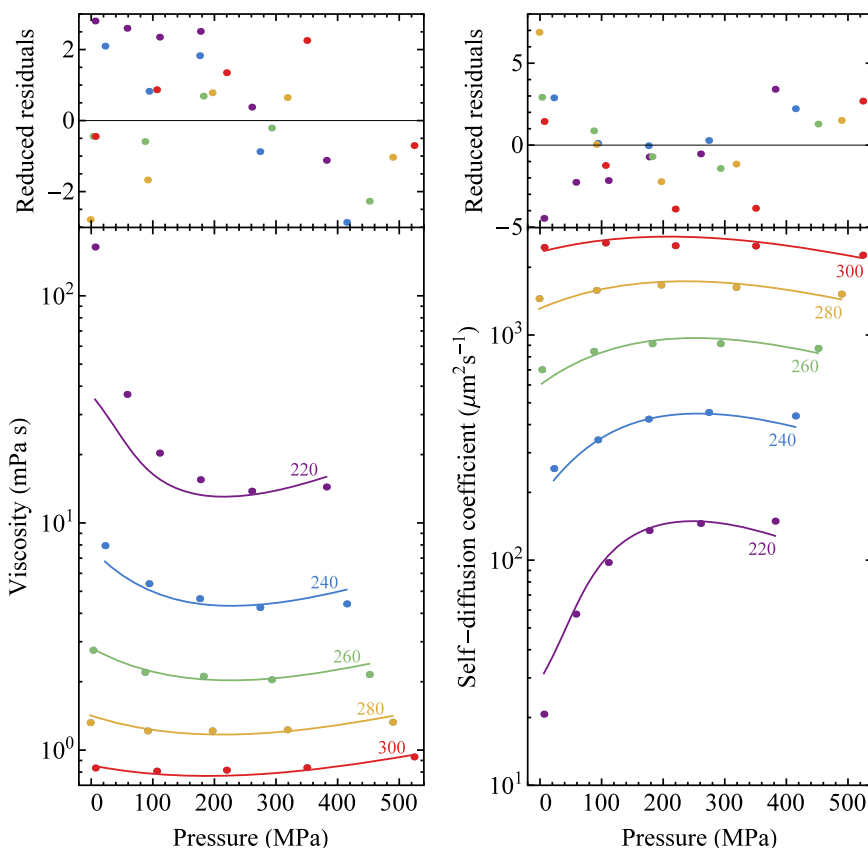 Reduced residuals
2
0
−2
Reduced residuals
5
0
−5
Viscosity (mPa s)
10²
10¹
10⁰
220
240
260
280
300
0 100 200 300 400 500
Pressure (MPa)
Self−diffusion coefficient (μm²s⁻¹)
10³
10²
10¹
300
280
260
240
220
0 100 200 300 400 500
Pressure (MPa)